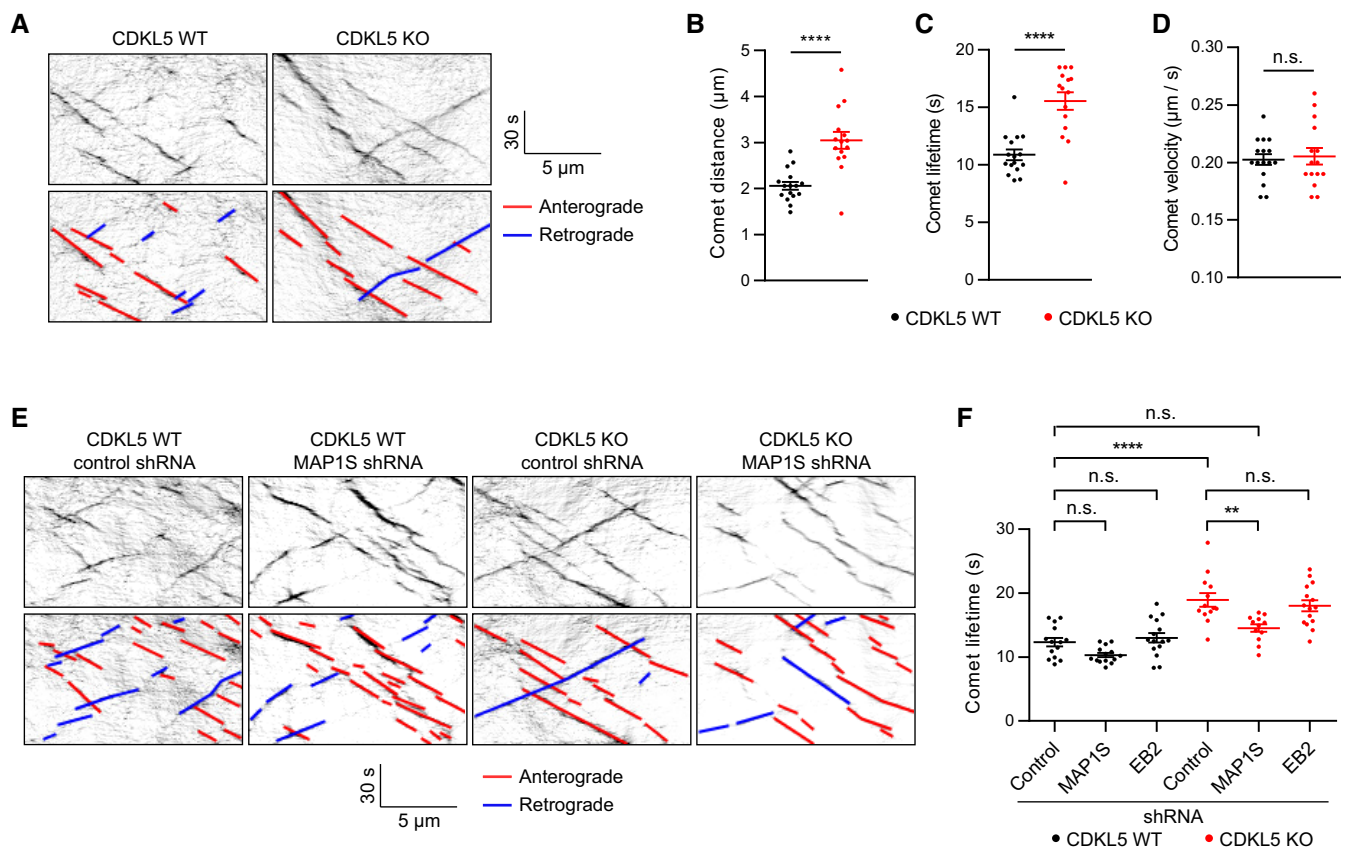 A
CDKL5 WT
CDKL5 KO
30 s
5 µm
Anterograde
Retrograde
B
****
Comet distance (µm)
5
4
3
2
1
0
C
****
Comet lifetime (s)
20
15
10
5
0
D
n.s.
Comet velocity (µm / s)
0.30
0.25
0.20
0.15
0.10
CDKL5 WT
CDKL5 KO
E
CDKL5 WT
control shRNA
CDKL5 WT
MAP1S shRNA
CDKL5 KO
control shRNA
CDKL5 KO
MAP1S shRNA
30 s
5 µm
Anterograde
Retrograde
F
n.s.
****
n.s.
n.s.
n.s.
**
Comet lifetime (s)
30
20
10
0
Control
MAP1S
EB2
Control
MAP1S
EB2
shRNA
CDKL5 WT
CDKL5 KO